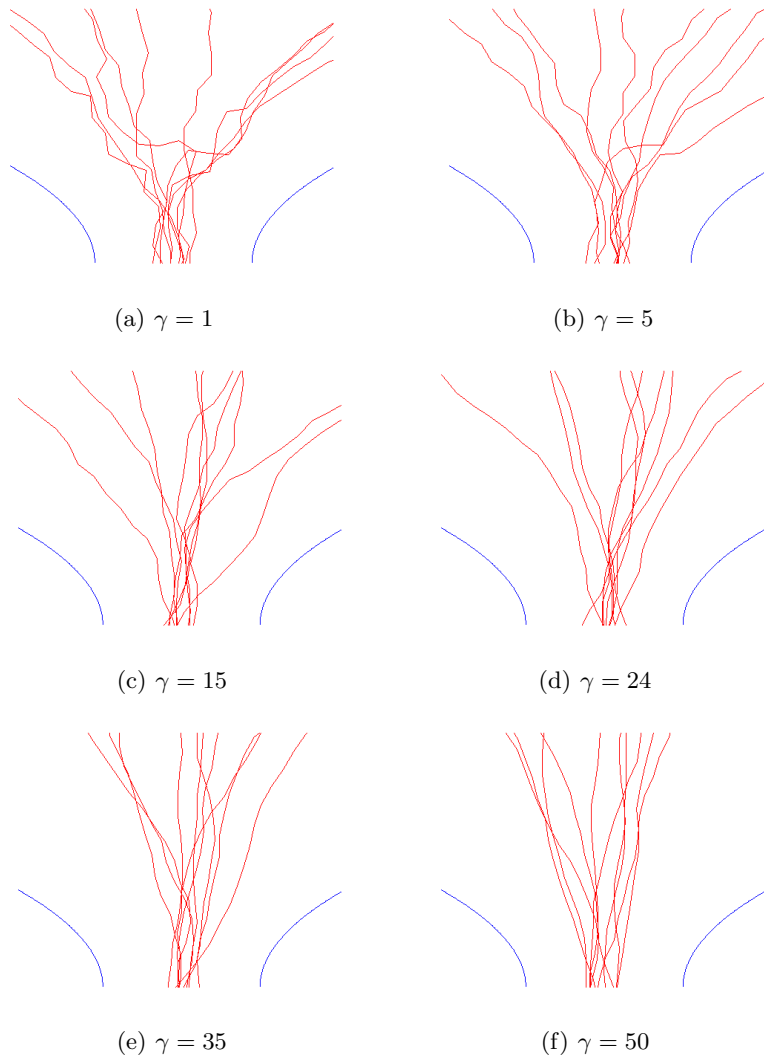 (a) γ = 1
(b) γ = 5
(c) γ = 15
(d) γ = 24
(e) γ = 35
(f) γ = 50